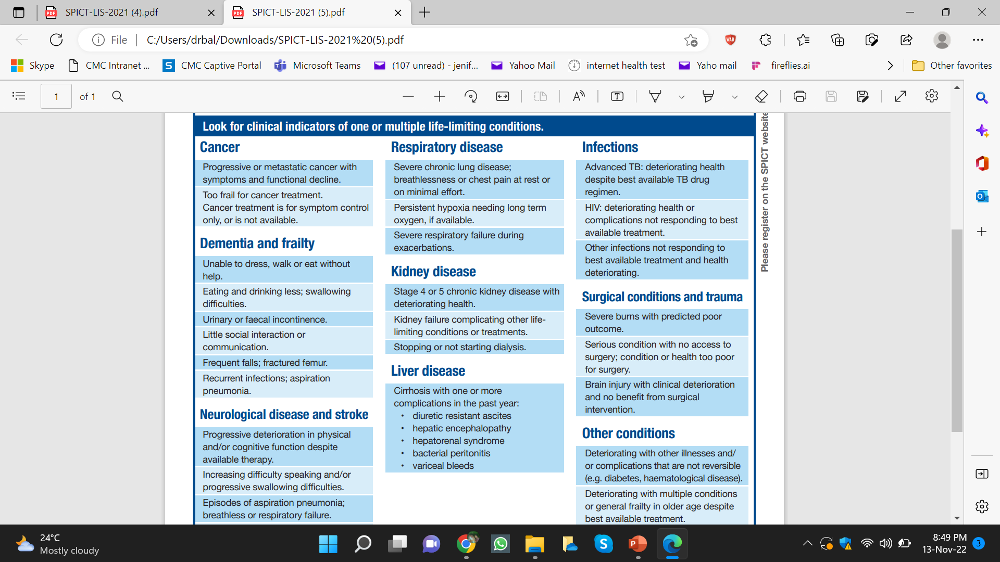 SPICT-LIS-2021 (4).pdf
SPICT-LIS-2021 (5).pdf
File
C:/Users/drbal/Downloads/SPICT-LIS-2021%20(5).pdf
WAB
Skype
CMC Intranet ...
S
CMC Captive Portal
Microsoft Teams
(107 unread) - jenif...
Yahoo Mail
internet health test
Yaho mail
fireflies.ai
Other favorites
1
of 1
Look for clinical indicators of one or multiple life-limiting conditions.
Cancer
Progressive or metastatic cancer with
symptoms and functional decline.
Too frail for cancer treatment.
Cancer treatment is for symptom control
only, or is not available.
Dementia and frailty
Unable to dress, walk or eat without
help.
Eating and drinking less; swallowing
difficulties.
Urinary or faecal incontinence.
Little social interaction or
communication.
Frequent falls; fractured femur.
Recurrent infections; aspiration
pneumonia.
Neurological disease and stroke
Progressive deterioration in physical
and/or cognitive function despite
available therapy.
Increasing difficulty speaking and/or
progressive swallowing difficulties.
Episodes of aspiration pneumonia;
breathless or respiratory failure.
Respiratory disease
Severe chronic lung disease;
breathlessness or chest pain at rest or
on minimal effort.
Persistent hypoxia needing long term
oxygen, if available.
Severe respiratory failure during
exacerbations.
Kidney disease
Stage 4 or 5 chronic kidney disease with
deteriorating health.
Kidney failure complicating other life-
limiting conditions or treatments.
Stopping or not starting dialysis.
Liver disease
Cirrhosis with one or more
complications in the past year:
• diuretic resistant ascites
• hepatic encephalopathy
• hepatorenal syndrome
• bacterial peritonitis
• variceal bleeds
Infections
Advanced TB: deteriorating health
despite best available TB drug
regimen.
HIV: deteriorating health or
complications not responding to best
available treatment.
Other infections not responding to
best available treatment and health
deteriorating.
Surgical conditions and trauma
Severe burns with predicted poor
outcome.
Serious condition with no access to
surgery; condition or health too poor
for surgery.
Brain injury with clinical deterioration
and no benefit from surgical
intervention.
Other conditions
Deteriorating with other illnesses and/
or complications that are not reversible
(e.g. diabetes, haematological disease).
Deteriorating with multiple conditions
or general frailty in older age despite
best available treatment.
Please register on the SPICT website
24°C
Mostly cloudy
8:49 PM
13-Nov-22
3